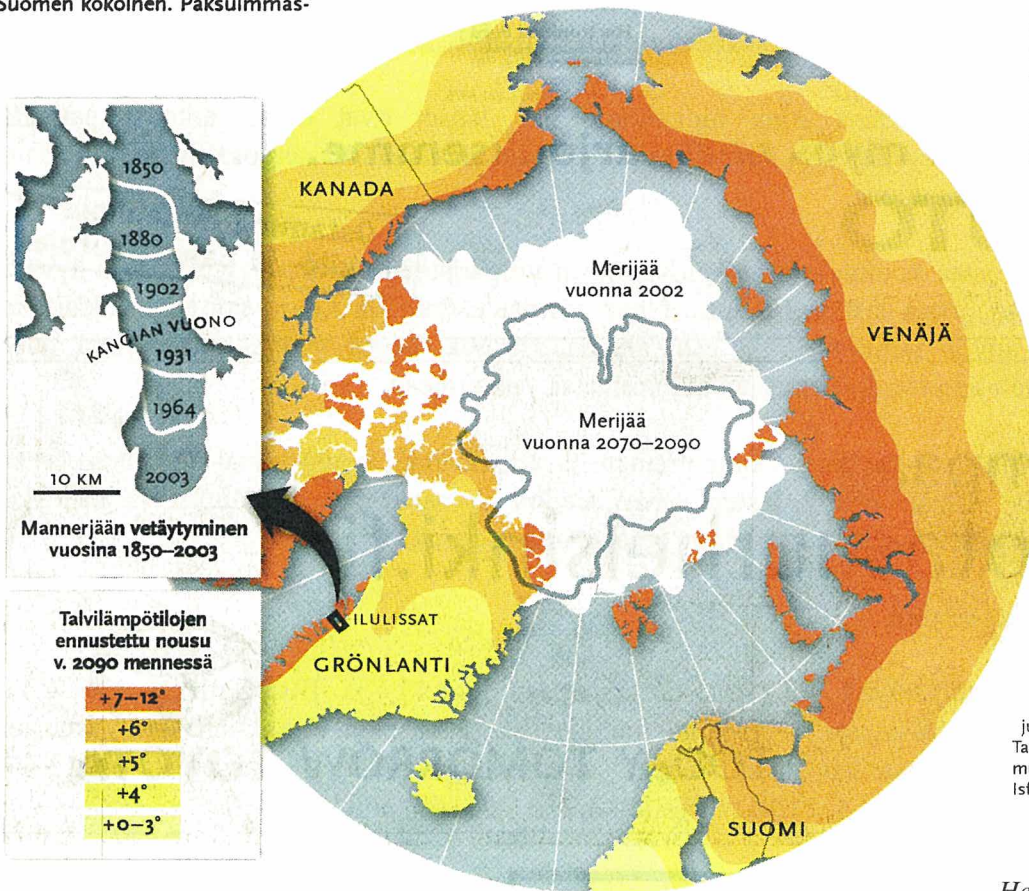 Suomen kokoinen. Paksuimmas-
KANADA
VENÄJÄ
Merijää
vuonna 2002
Merijää
vuonna 2070–2090
1850
1880
1902
KANGIAN VUONO
1931
1964
2003
10 KM
Mannerjään vetäytyminen
vuosina 1850–2003
ILULISSAT
GRÖNLANTI
SUOMI
Talvilämpötilojen
ennustettu nousu
v. 2090 mennessä
+7–12°
+6°
+5°
+4°
+0–3°